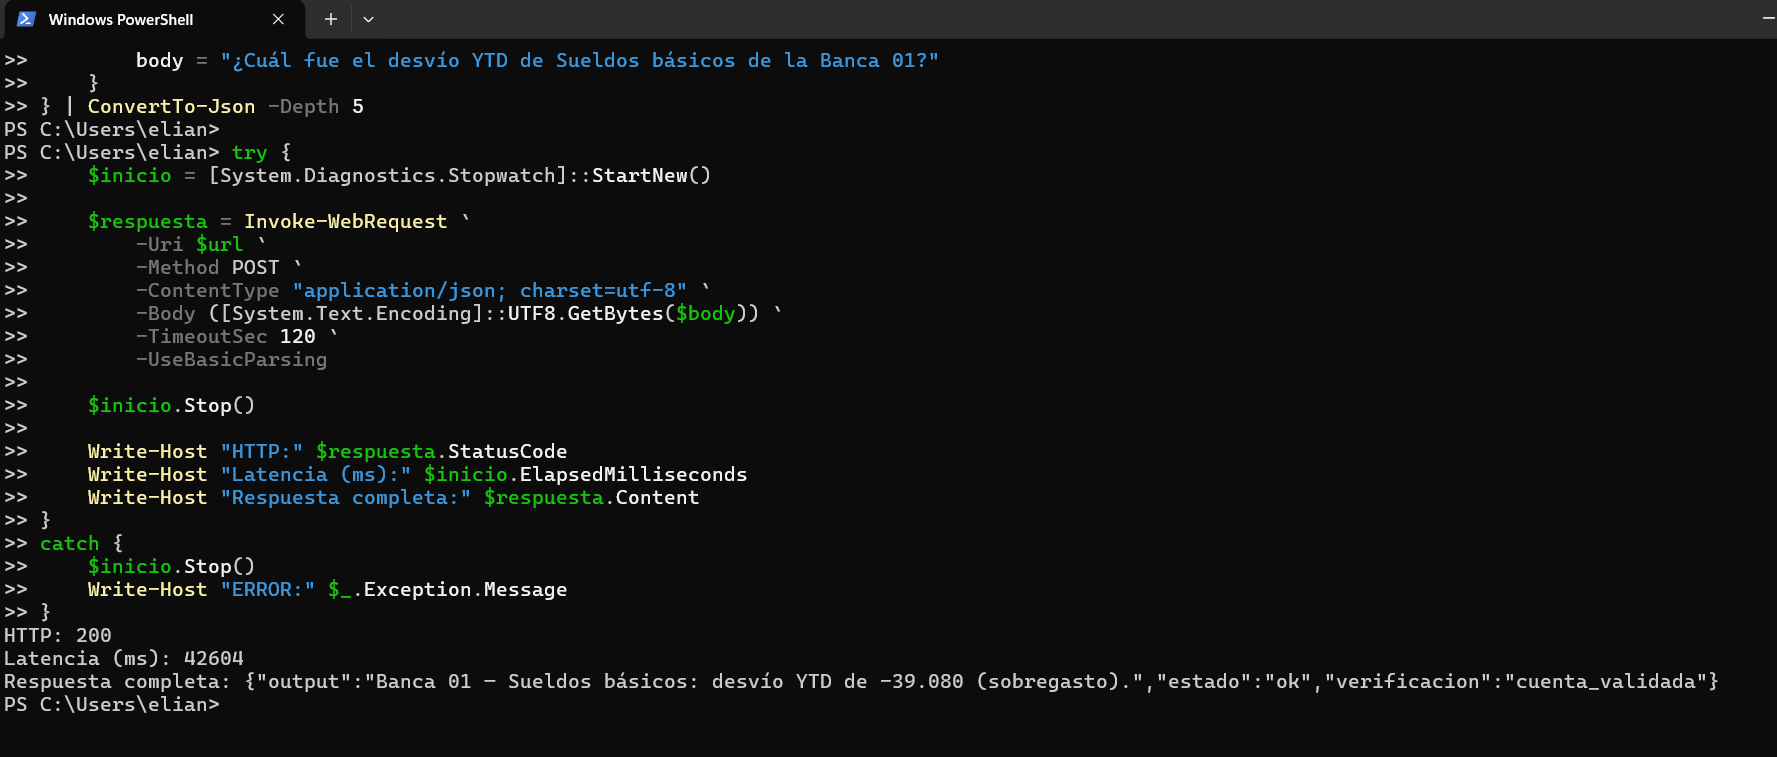 Windows PowerShell
>>         body = "¿Cuál fue el desvío YTD de Sueldos básicos de la Banca 01?"
>>     }
>> } | ConvertTo-Json -Depth 5
PS C:\Users\elian>
PS C:\Users\elian> try {
>>     $inicio = [System.Diagnostics.Stopwatch]::StartNew()
>>
>>     $respuesta = Invoke-WebRequest `
>>         -Uri $url `
>>         -Method POST `
>>         -ContentType "application/json; charset=utf-8" `
>>         -Body ([System.Text.Encoding]::UTF8.GetBytes($body)) `
>>         -TimeoutSec 120 `
>>         -UseBasicParsing
>>
>>     $inicio.Stop()
>>
>>     Write-Host "HTTP:" $respuesta.StatusCode
>>     Write-Host "Latencia (ms):" $inicio.ElapsedMilliseconds
>>     Write-Host "Respuesta completa:" $respuesta.Content
>> }
>> catch {
>>     $inicio.Stop()
>>     Write-Host "ERROR:" $_.Exception.Message
>> }
HTTP: 200
Latencia (ms): 42604
Respuesta completa: {"output":"Banca 01 — Sueldos básicos: desvío YTD de -39.080 (sobregasto).","estado":"ok","verificacion":"cuenta_validada"}
PS C:\Users\elian>